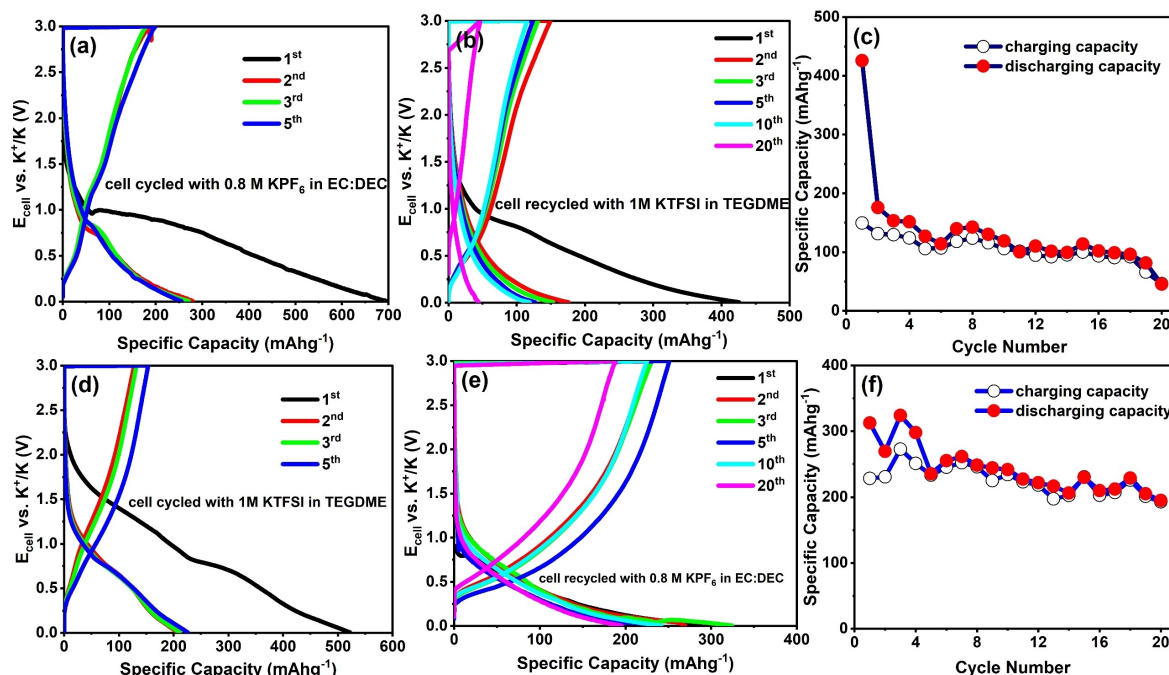 (a)
3.0
2.5
2.0
1.5
1.0
0.5
0.0
E_cell vs. K⁺/K (V)
1st
2nd
3rd
5th
cell cycled with 0.8 M KPF₆ in EC:DEC
0 100 200 300 400 500 600 700
Specific Capacity (mAhg⁻¹)
(b)
3.0
2.5
2.0
1.5
1.0
0.5
0.0
E_cell vs. K⁺/K (V)
1st
2nd
3rd
5th
10th
20th
cell recycled with 1M KTFSI in TEGDME
0 100 200 300 400 500
Specific Capacity (mAhg⁻¹)
(c)
500
400
300
200
100
0
Specific Capacity (mAhg⁻¹)
charging capacity
discharging capacity
0 4 8 12 16 20
Cycle Number
(d)
3.0
2.5
2.0
1.5
1.0
0.5
0.0
E_cell vs. K⁺/K (V)
1st
2nd
3rd
5th
cell cycled with 1M KTFSI in TEGDME
0 100 200 300 400 500 600
Specific Capacity (mAhg⁻¹)
(e)
3.0
2.5
2.0
1.5
1.0
0.5
0.0
E_cell vs. K⁺/K (V)
1st
2nd
3rd
5th
10th
20th
cell recycled with 0.8 M KPF₆ in EC:DEC
0 100 200 300 400
Specific Capacity (mAhg⁻¹)
(f)
400
300
200
100
0
Specific Capacity (mAhg⁻¹)
charging capacity
discharging capacity
0 4 8 12 16 20
Cycle Number